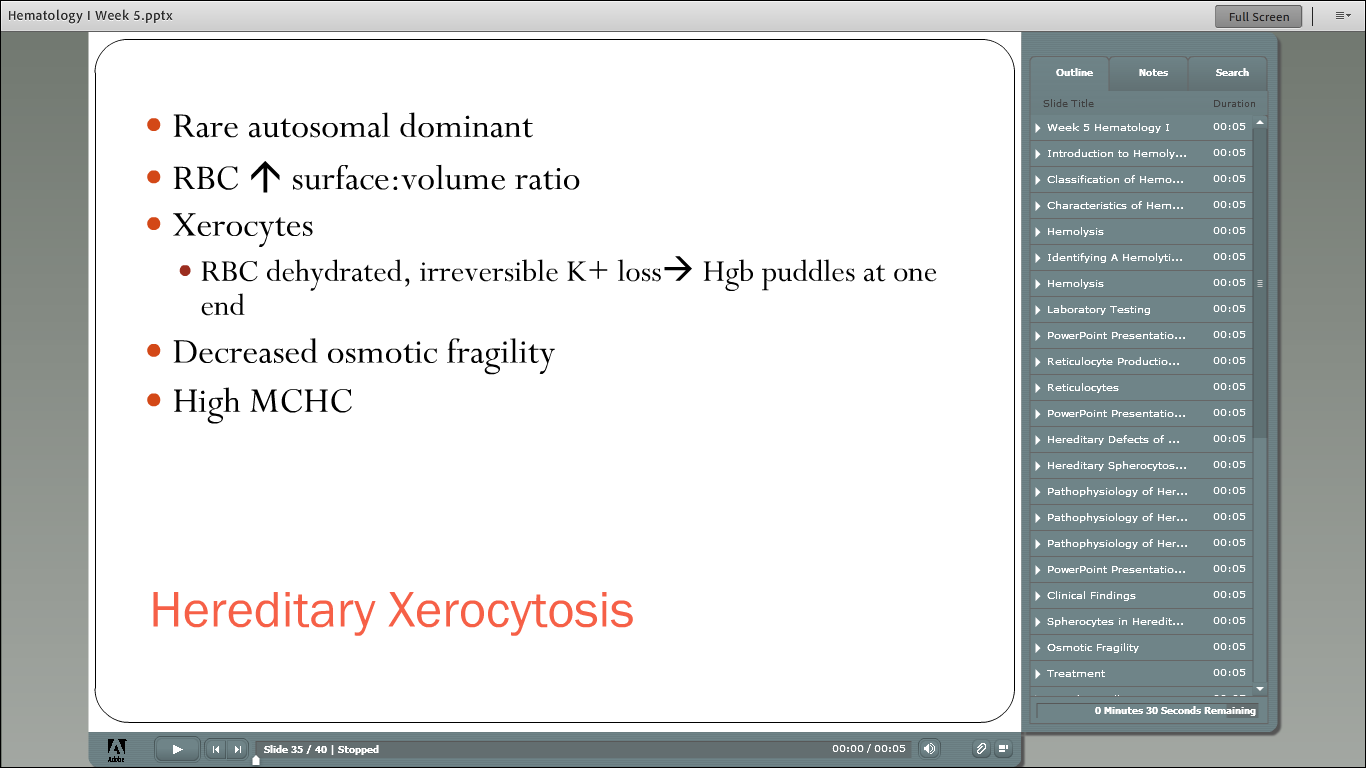 Hematology I Week 5.pptx
Full Screen
Rare autosomal dominant
RBC ↑ surface:volume ratio
Xerocytes
RBC dehydrated, irreversible K+ loss→ Hgb puddles at one
end
Decreased osmotic fragility
High MCHC
Hereditary Xerocytosis
Outline Notes Search
Slide Title Duration
Week 5 Hematology I 00:05
Introduction to Hemoly... 00:05
Classification of Hemo... 00:05
Characteristics of Hem... 00:05
Hemolysis 00:05
Identifying A Hemolyti... 00:05
Hemolysis 00:05
Laboratory Testing 00:05
PowerPoint Presentatio... 00:05
Reticulocyte Productio... 00:05
Reticulocytes 00:05
PowerPoint Presentatio... 00:05
Hereditary Defects of ... 00:05
Hereditary Spherocytos... 00:05
Pathophysiology of Her... 00:05
Pathophysiology of Her... 00:05
Pathophysiology of Her... 00:05
PowerPoint Presentatio... 00:05
Clinical Findings 00:05
Spherocytes in Heredit... 00:05
Osmotic Fragility 00:05
Treatment 00:05
0 Minutes 30 Seconds Remaining
Adobe
Slide 35 / 40 | Stopped
00:00 / 00:05